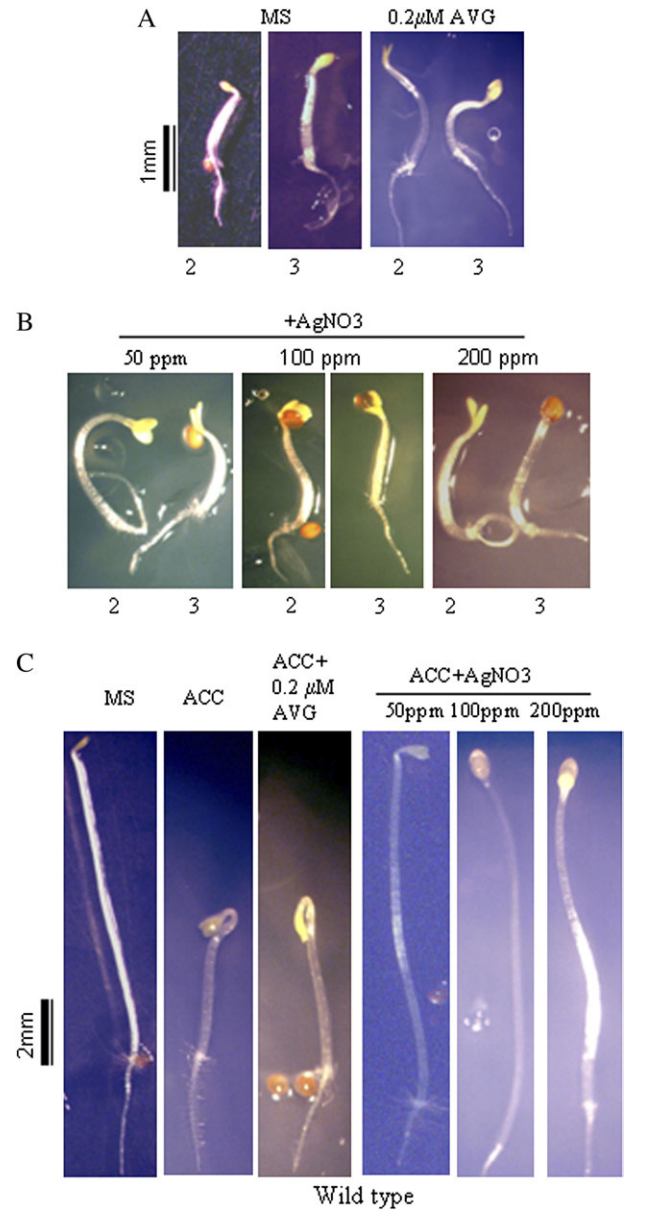 A
MS 0.2μM AVG
1mm
2 3 2 3
B
+AgNO3
50 ppm 100 ppm 200 ppm
2 3 2 3 2 3
C
MS ACC ACC+ 0.2 μM AVG ACC+AgNO3
50ppm 100ppm 200ppm
2mm
Wild type